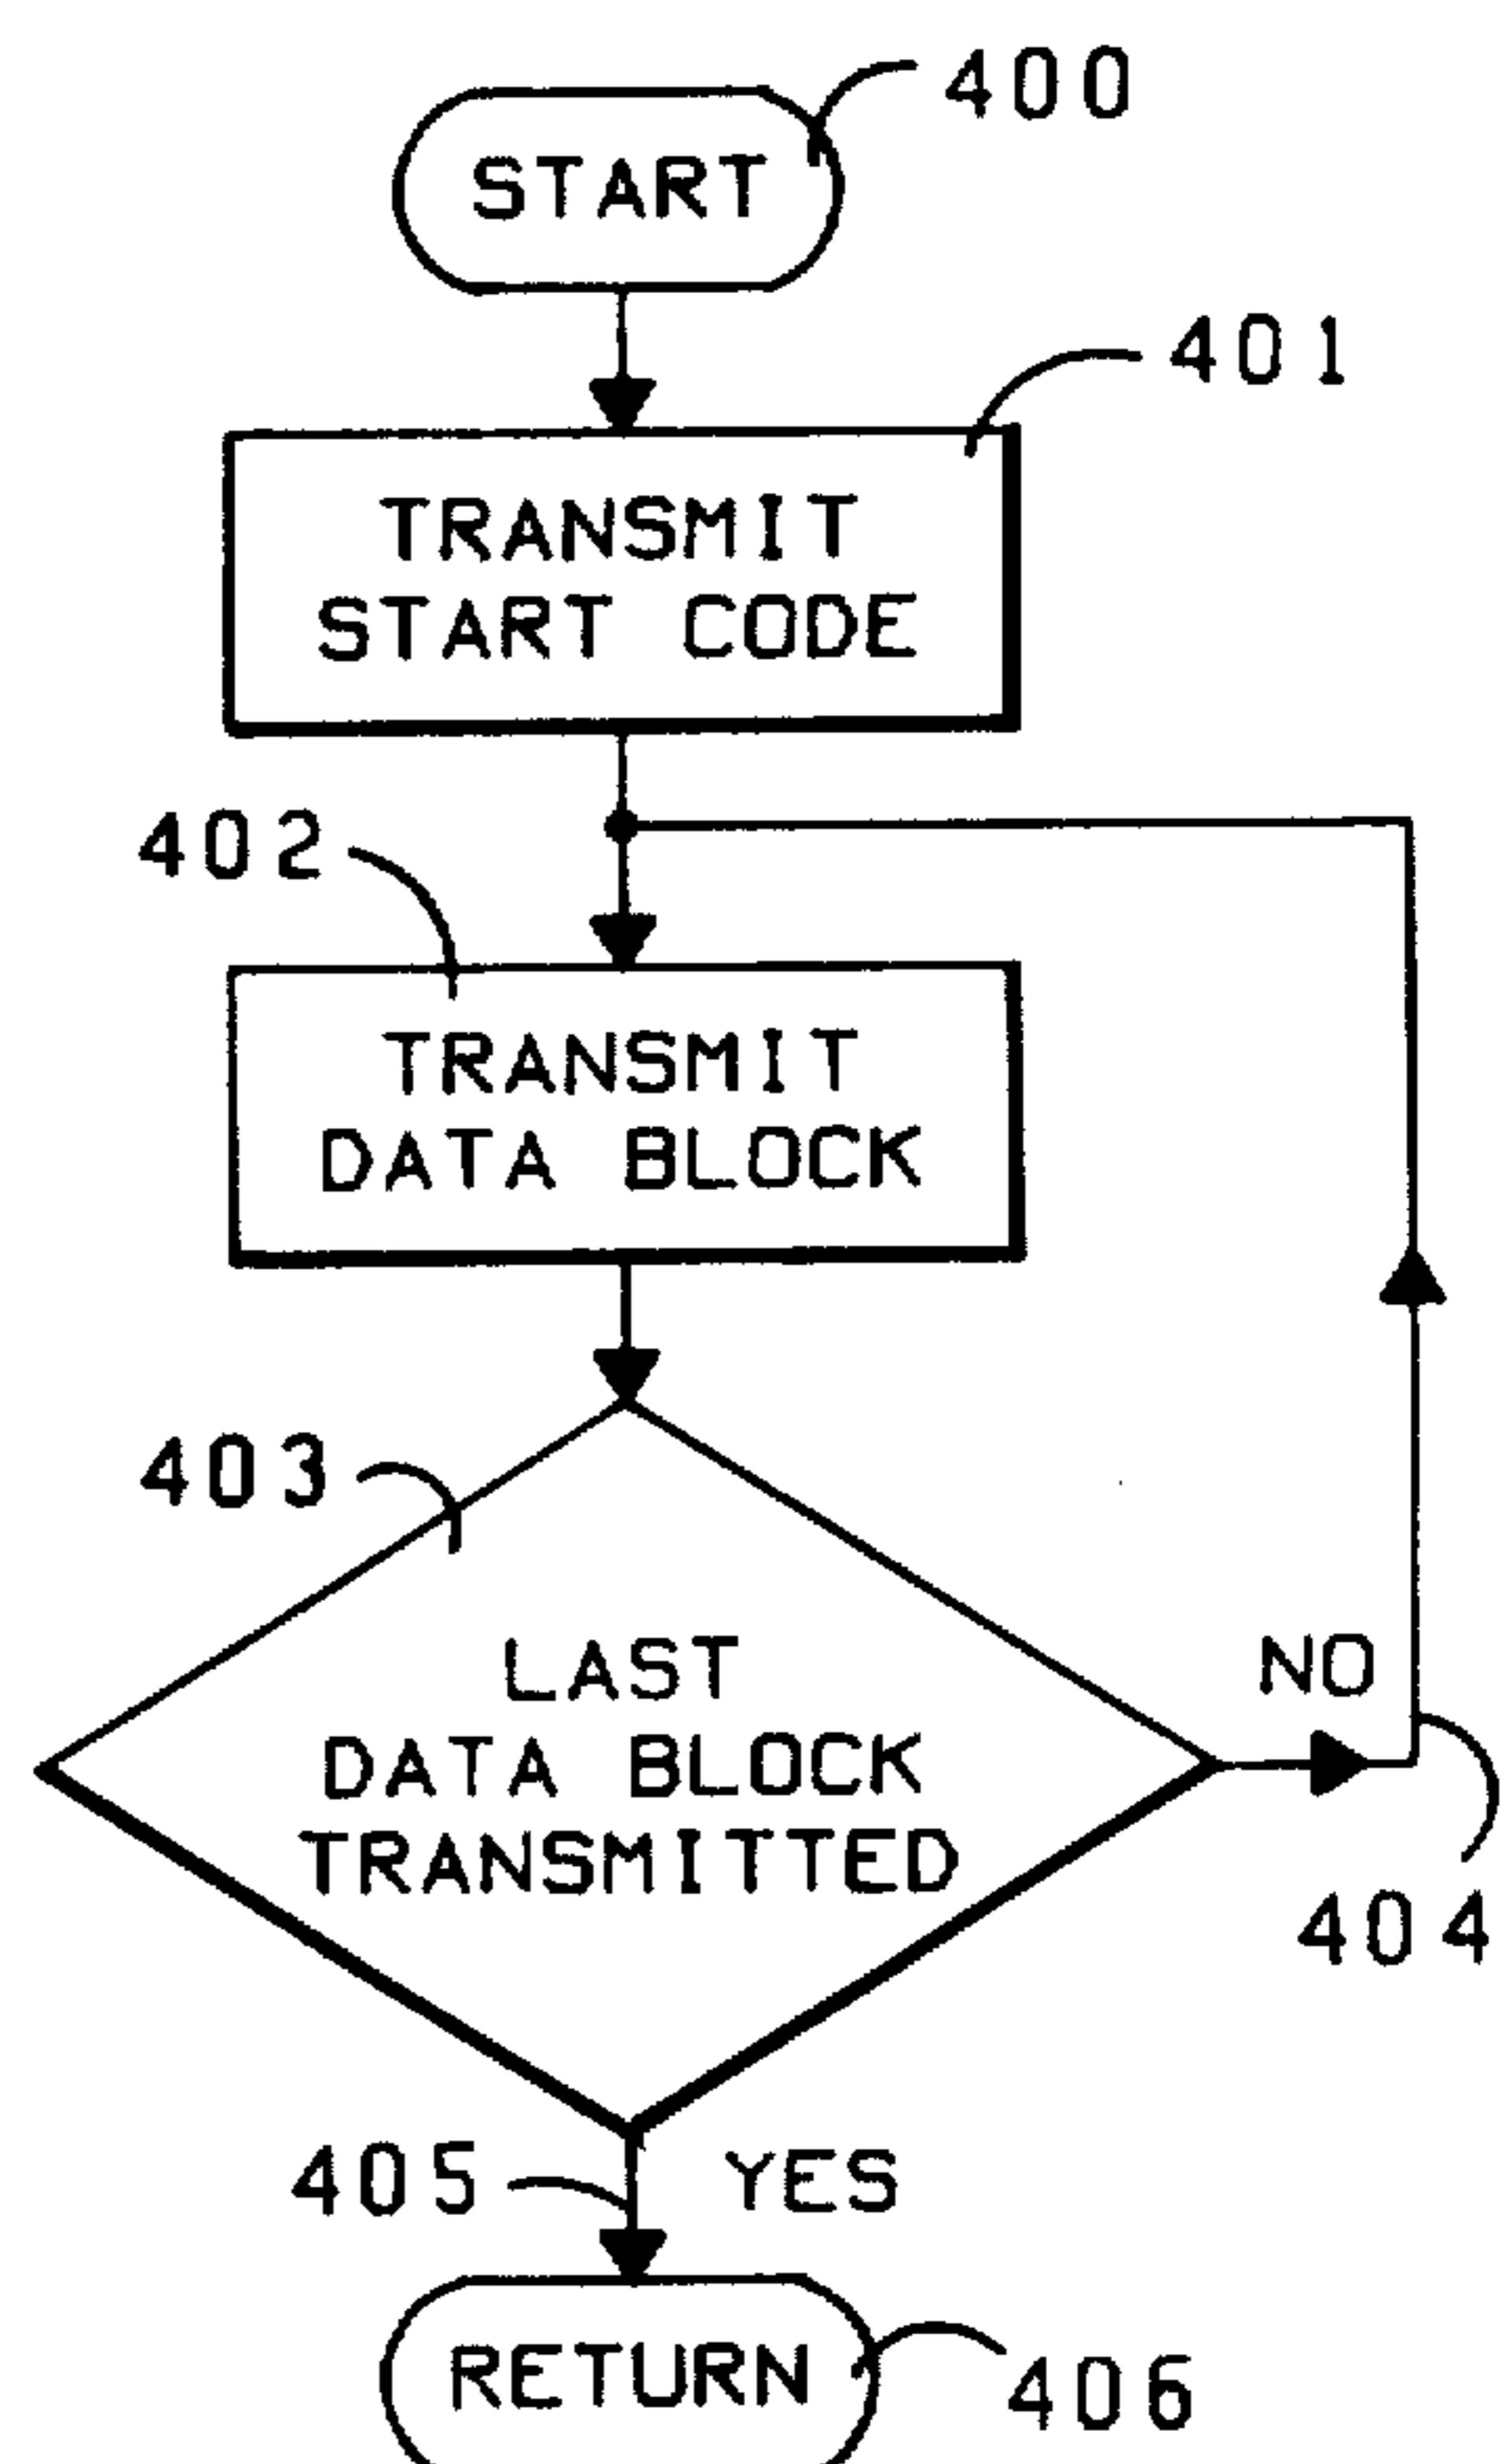 400
START
401
TRANSMIT
START CODE
402
TRANSMIT
DATA BLOCK
403
LAST
DATA BLOCK
TRANSMITTED
NO
404
405
YES
RETURN
406